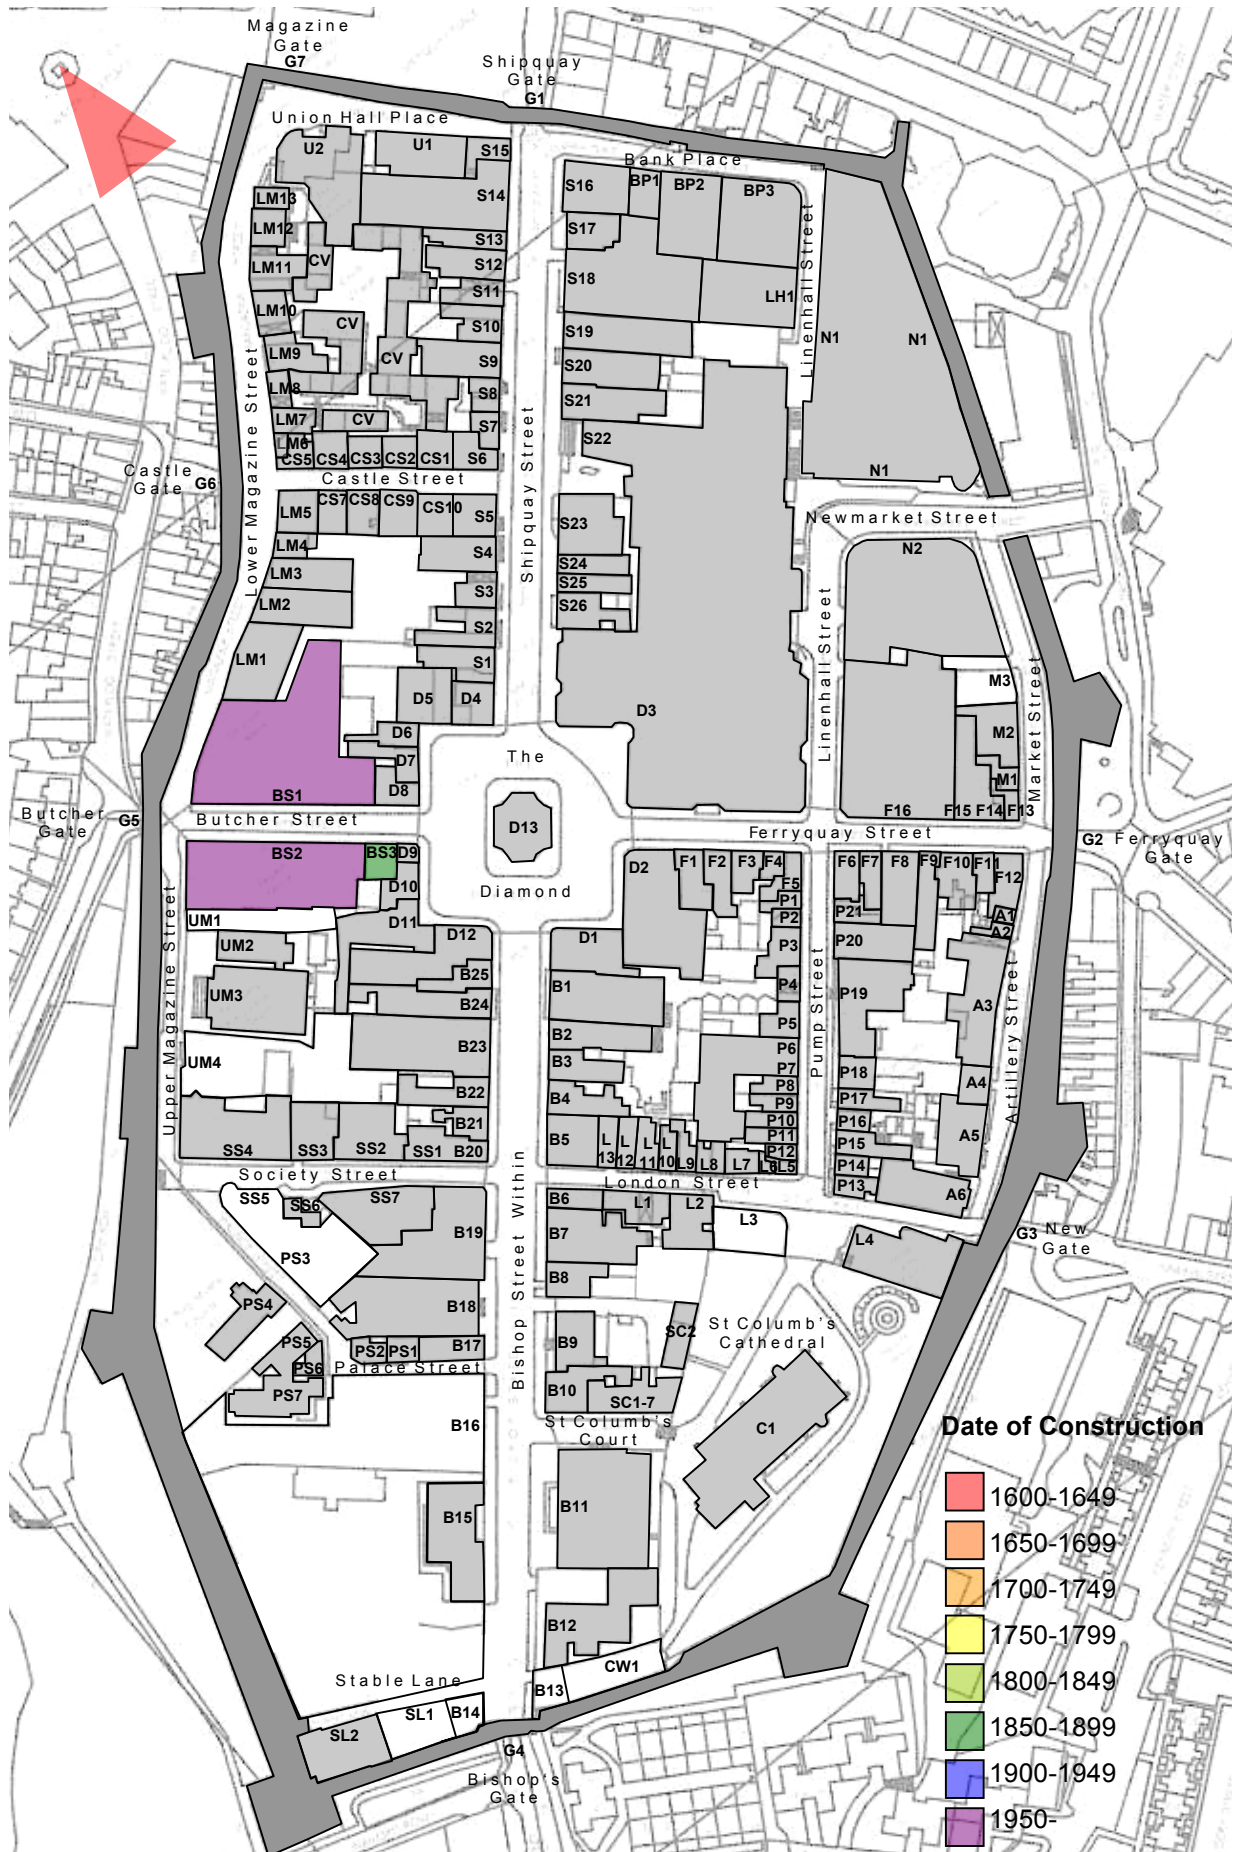 Magazine
Gate
G7
Shipquay
Gate
G1
Union Hall Place
U2
U1
S15
Bank Place
S14
S16
BP1
BP2
BP3
LM13
LM12
S17
S13
LM11
CV
S12
S18
S11
LH1
LM10
CV
S10
S19
Linenhall Street
N1
N1
LM9
CV
S9
S20
LM8
S8
S21
LM7
CV
S7
S22
LM6
CS5
CS4
CS3
CS2
CS1
S6
Lower Magazine Street
Shipquay Street
Castle
Gate
G6
Castle Street
N1
LM5
CS7
CS8
CS9
CS10
S5
S23
Newmarket Street
LM4
S4
N2
LM3
S24
S25
LM2
S3
S26
S2
LM1
S1
Linenhall Street
M3
Market Street
D5
D4
D3
D6
M2
D7
The
M1
D8
BS1
F16
F15
F14
F13
Butcher
Gate
G5
Butcher Street
D13
Ferryquay Street
G2
Ferryquay
Gate
BS2
BS3
D9
Diamond
D2
F1
F2
F3
F4
F5
F6
F7
F8
F9
F10
F11
F12
D10
P1
UM1
D11
P2
P21
A1
A2
UM2
D12
D1
P3
P20
B25
UM3
B24
B1
P4
P19
A3
P5
B2
B23
P6
UM4
B3
P7
P18
A4
B22
P8
B4
P9
P17
B21
P10
P16
B5
L
13
L
12
L
11
L
10
L9
L8
L7
L6
L5
P11
P12
P15
A5
SS4
SS3
SS2
SS1
B20
P14
P13
A6
Upper Magazine Street
Pump Street
Artillery Street
Society Street
London Street
SS5
SS6
SS7
B6
L1
L2
L3
B19
B7
L4
G3
New
Gate
PS3
B8
PS4
B18
SC2
St Columb's
Cathedral
PS5
B9
PS2
PS1
B17
PS6
Palace Street
Bishop Street Within
PS7
B10
SC1-7
B16
St Columb's
Court
C1
Date of Construction
B15
B11
1600-1649
1650-1699
1700-1749
B12
1750-1799
CW1
Stable Lane
B13
1800-1849
SL2
SL1
B14
1850-1899
G4
Bishop's
Gate
1900-1949
1950-